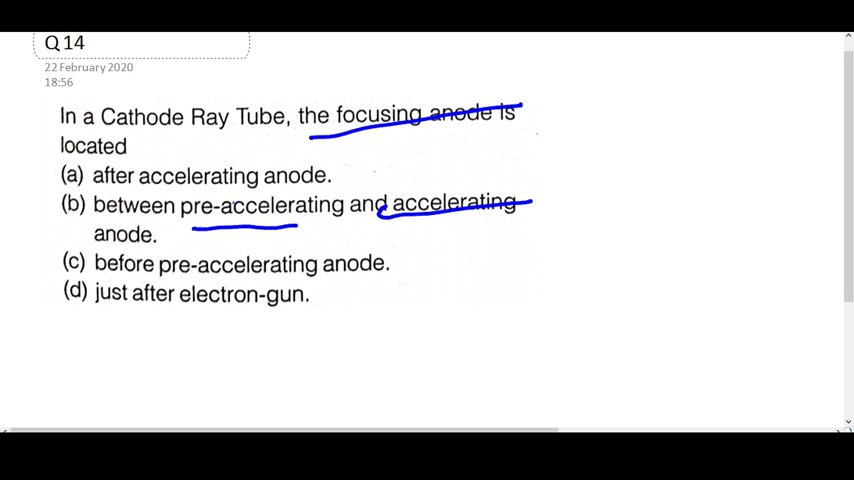 Q 14
22 February 2020
18:56
In a Cathode Ray Tube, the focusing anode is
located
(a) after accelerating anode.
(b) between pre-accelerating and accelerating
anode.
(c) before pre-accelerating anode.
(d) just after electron-gun.